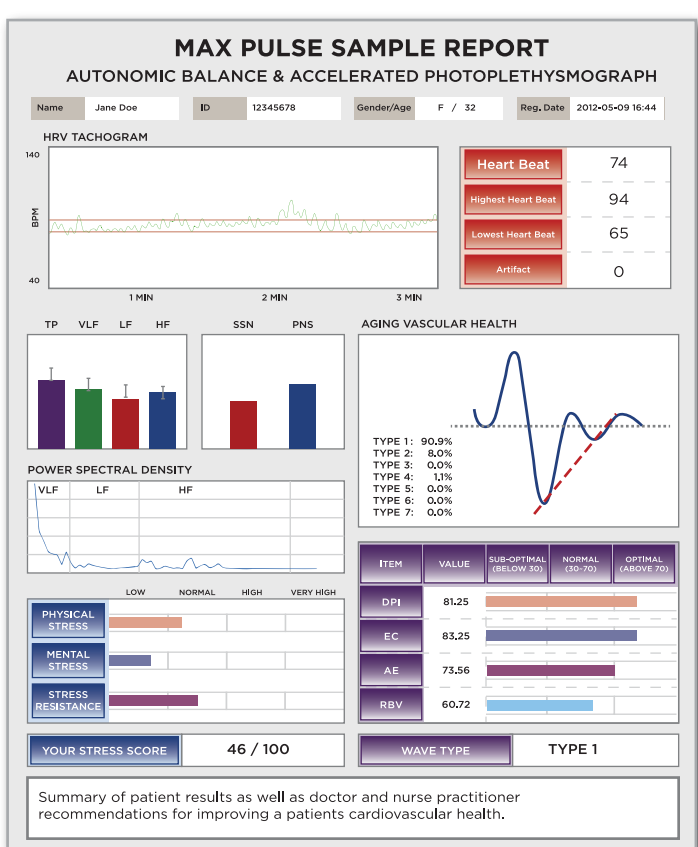 MAX PULSE SAMPLE REPORT
AUTONOMIC BALANCE & ACCELERATED PHOTOPLETHYSMOGRAPH
Name Jane Doe ID 12345678 Gender/Age F / 32 Reg. Date 2012-05-09 16:44
HRV TACHOGRAM
140
BPM
40
1 MIN 2 MIN 3 MIN
Heart Beat 74
Highest Heart Beat 94
Lowest Heart Beat 65
Artifact 0
TP VLF LF HF
SSN PNS
AGING VASCULAR HEALTH
TYPE 1: 90.9%
TYPE 2: 8.0%
TYPE 3: 0.0%
TYPE 4: 1.1%
TYPE 5: 0.0%
TYPE 6: 0.0%
TYPE 7: 0.0%
POWER SPECTRAL DENSITY
VLF LF HF
LOW NORMAL HIGH VERY HIGH
PHYSICAL
STRESS
MENTAL
STRESS
STRESS
RESISTANCE
ITEM VALUE SUB-OPTIMAL (BELOW 30) NORMAL (30-70) OPTIMAL (ABOVE 70)
DPI 81.25
EC 83,25
AE 73.56
RBV 60.72
YOUR STRESS SCORE 46 / 100
WAVE TYPE TYPE 1
Summary of patient results as well as doctor and nurse practitioner
recommendations for improving a patients cardiovascular health.